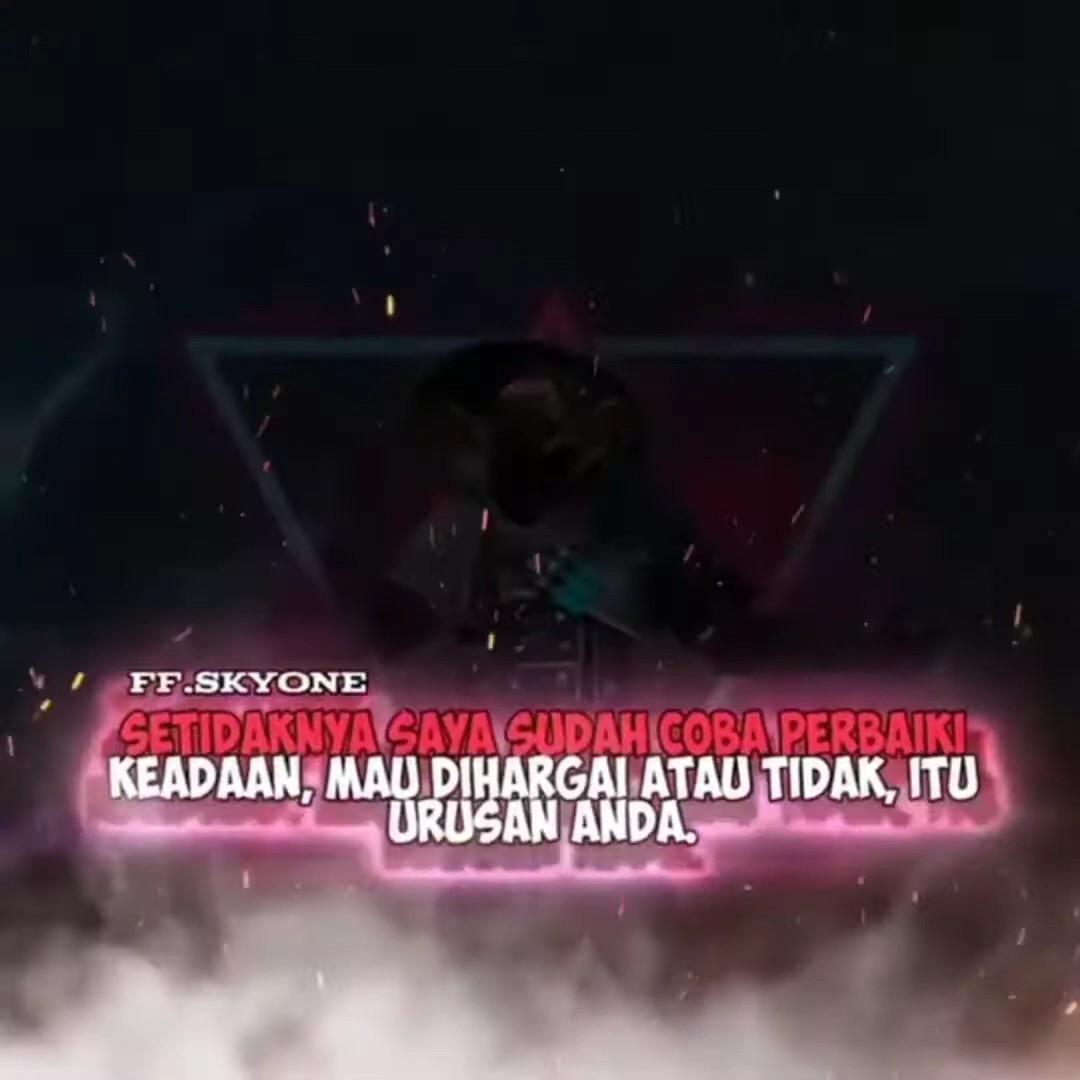 FF.SKYONE
SETIDAKNYA SAYA SUDAH COBA PERBAIKI
KEADAAN, MAU DIHARGAI ATAU TIDAK, ITU
URUSAN ANDA.